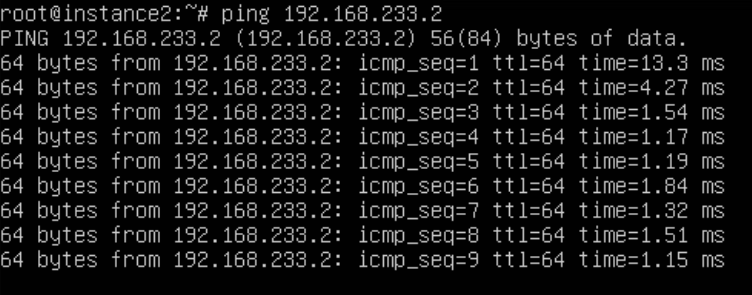 root@instance2:~# ping 192.168.233.2
PING 192.168.233.2 (192.168.233.2) 56(84) bytes of data.
64 bytes from 192.168.233.2: icmp_seq=1 ttl=64 time=13.3 ms
64 bytes from 192.168.233.2: icmp_seq=2 ttl=64 time=4.27 ms
64 bytes from 192.168.233.2: icmp_seq=3 ttl=64 time=1.54 ms
64 bytes from 192.168.233.2: icmp_seq=4 ttl=64 time=1.17 ms
64 bytes from 192.168.233.2: icmp_seq=5 ttl=64 time=1.19 ms
64 bytes from 192.168.233.2: icmp_seq=6 ttl=64 time=1.84 ms
64 bytes from 192.168.233.2: icmp_seq=7 ttl=64 time=1.32 ms
64 bytes from 192.168.233.2: icmp_seq=8 ttl=64 time=1.51 ms
64 bytes from 192.168.233.2: icmp_seq=9 ttl=64 time=1.15 ms